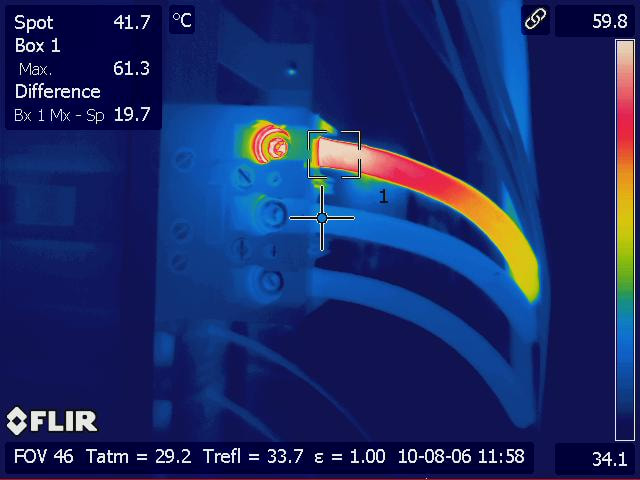 Spot 41.7 °C
Box 1
Max. 61.3
Difference
Bx 1 Mx - Sp 19.7
59.8
1
FLIR
FOV 46 Tatm = 29.2 Trefl = 33.7 ε = 1.00 10-08-06 11:58
34.1